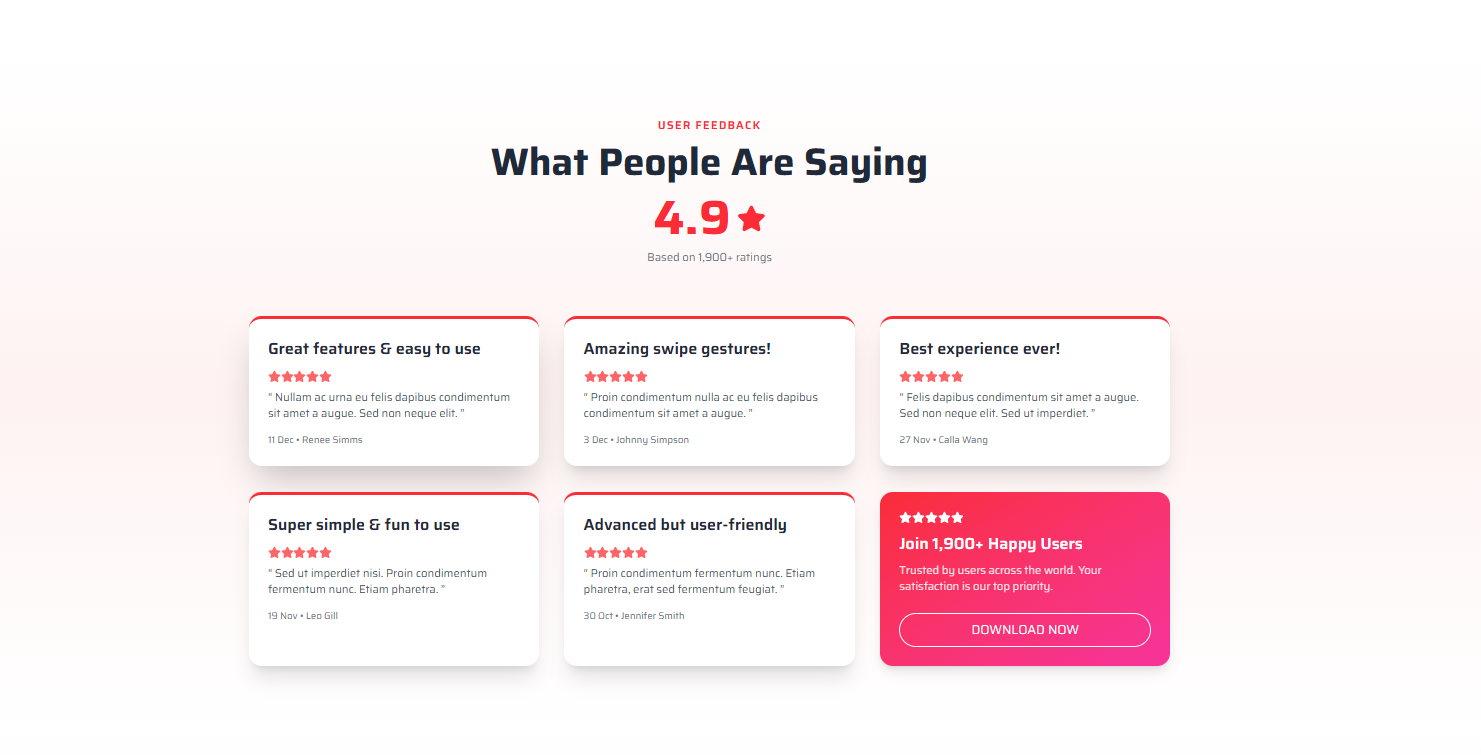 USER FEEDBACK
What People Are Saying
4.9
Based on 1,900+ ratings
Great features & easy to use
" Nullam ac urna eu felis dapibus condimentum
sit amet a augue. Sed non neque elit. "
11 Dec • Renee Simms
Amazing swipe gestures!
" Proin condimentum nulla ac eu felis dapibus
condimentum sit amet a augue. "
3 Dec • Johnny Simpson
Best experience ever!
" Felis dapibus condimentum sit amet a augue.
Sed non neque elit. Sed ut imperdiet. "
27 Nov • Calla Wang
Super simple & fun to use
" Sed ut imperdiet nisi. Proin condimentum
fermentum nunc. Etiam pharetra. "
19 Nov • Leo Gill
Advanced but user-friendly
" Proin condimentum fermentum nunc. Etiam
pharetra, erat sed fermentum feugiat. "
30 Oct • Jennifer Smith
Join 1,900+ Happy Users
Trusted by users across the world. Your
satisfaction is our top priority.
DOWNLOAD NOW